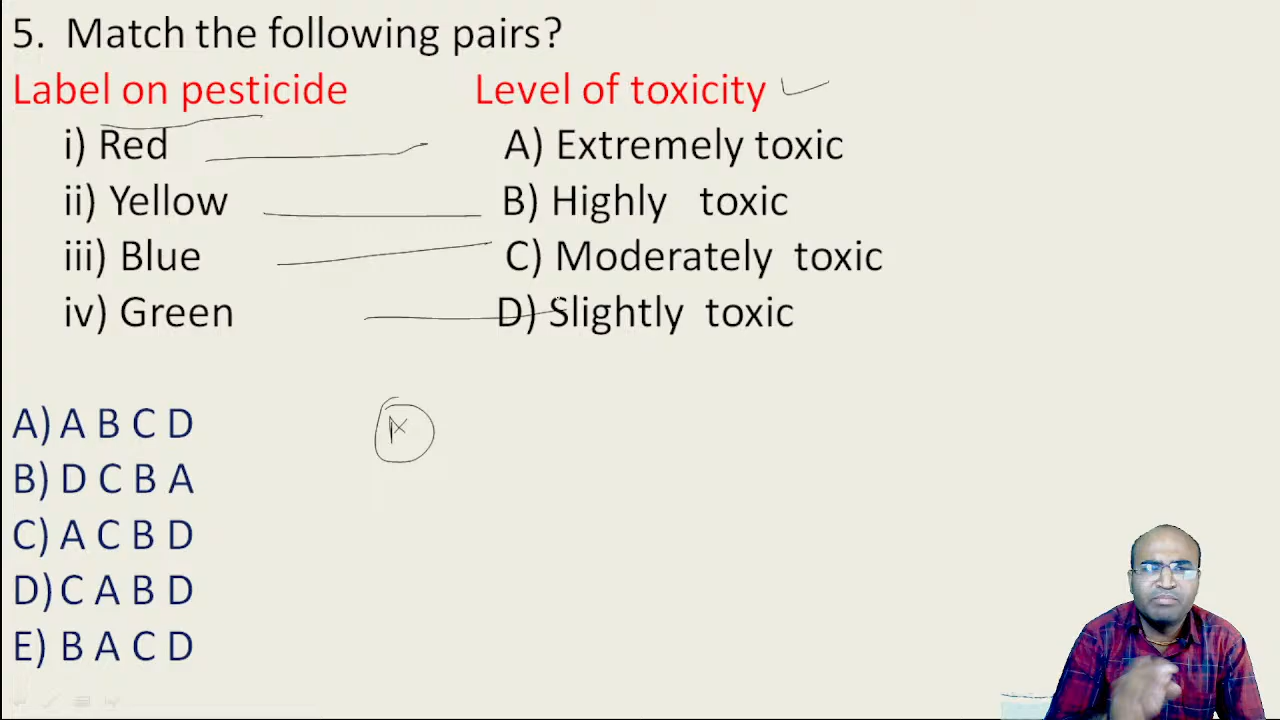 5. Match the following pairs?
Label on pesticide Level of toxicity
i) Red A) Extremely toxic
ii) Yellow B) Highly toxic
iii) Blue C) Moderately toxic
iv) Green D) Slightly toxic
A) A B C D
B) D C B A
C) A C B D
D) C A B D
E) B A C D